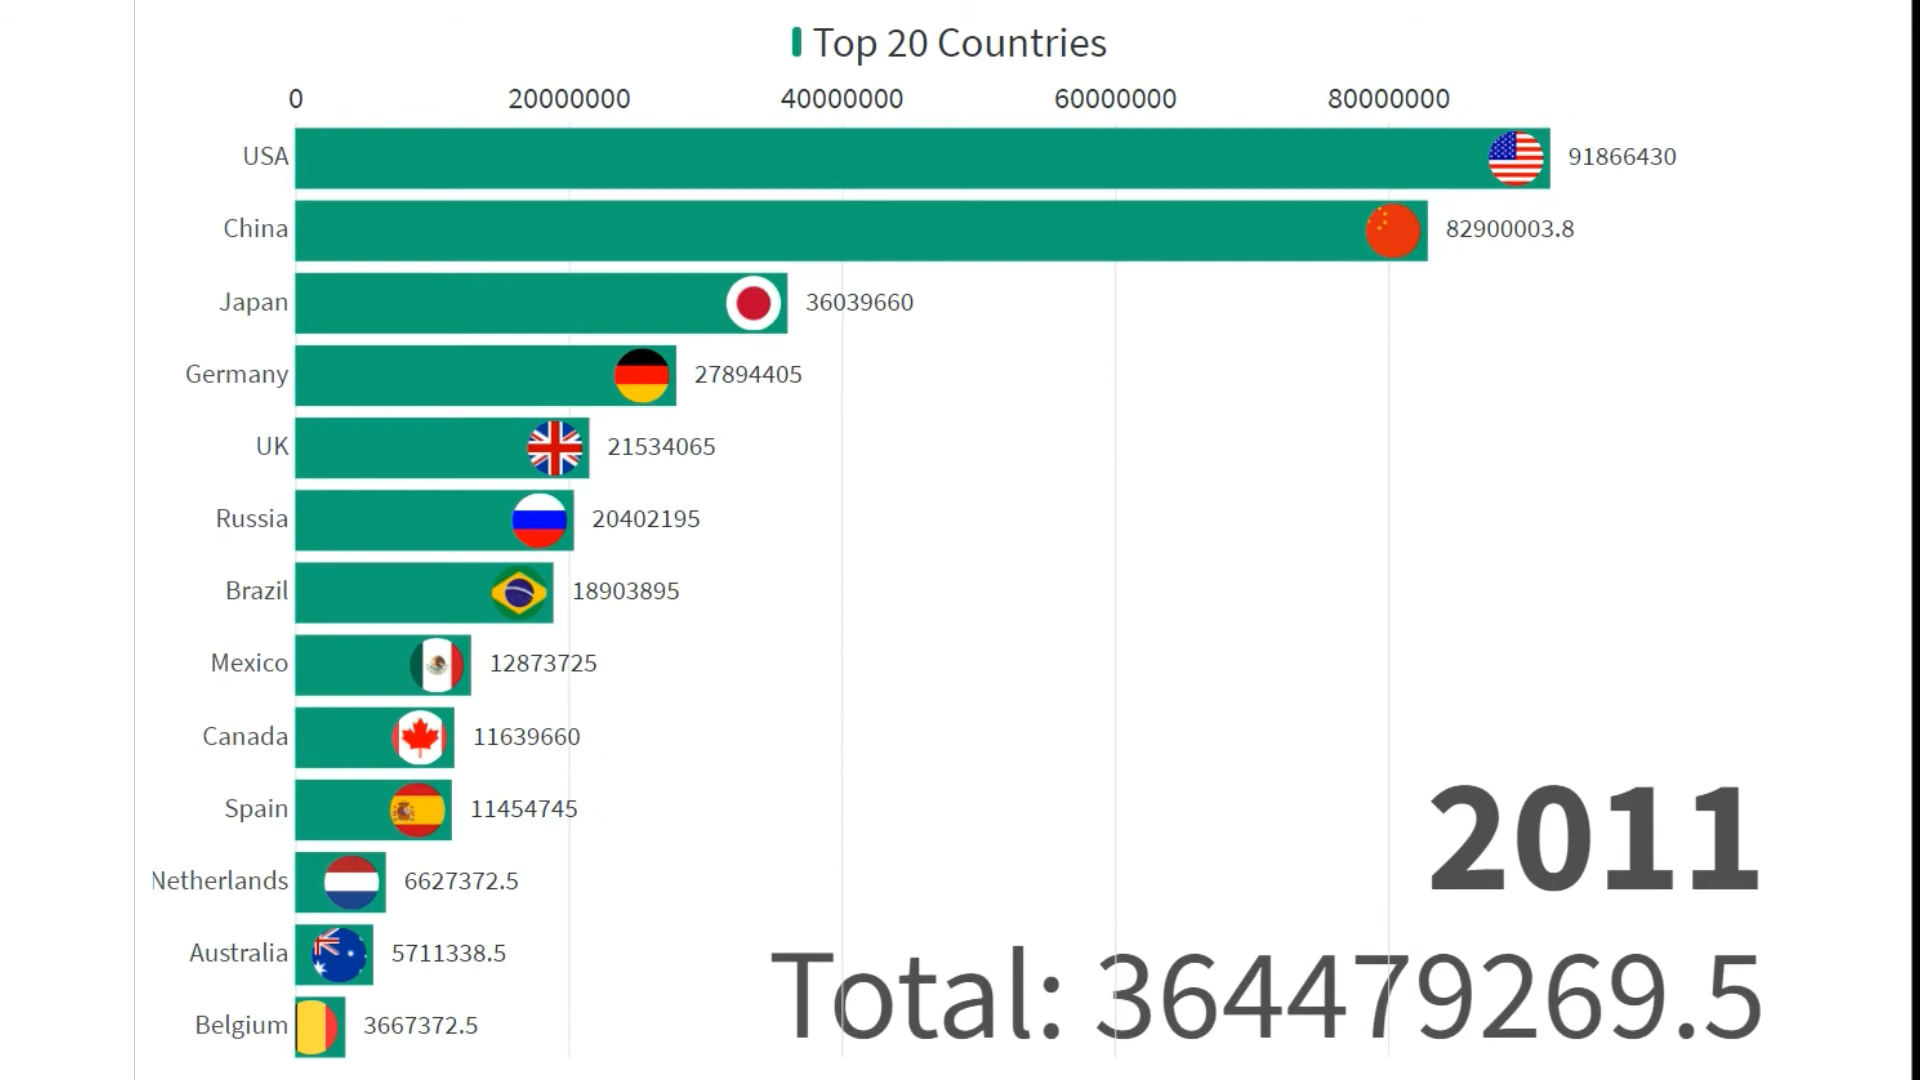 Top 20 Countries
0 20000000 40000000 60000000 80000000
USA 91866430
China 82900003.8
Japan 36039660
Germany 27894405
UK 21534065
Russia 20402195
Brazil 18903895
Mexico 12873725
Canada 11639660
Spain 11454745
Netherlands 6627372.5
Australia 5711338.5
Belgium 3667372.5
2011
Total: 364479269.5